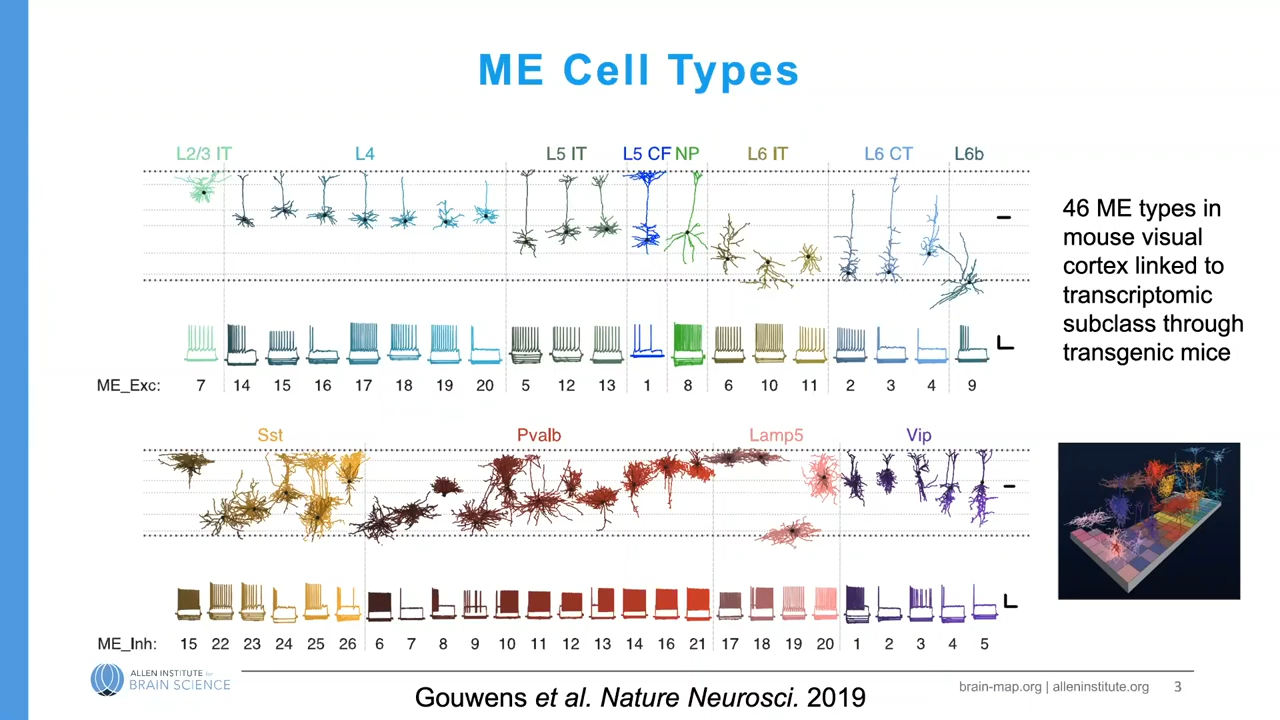 ME Cell Types
L2/3 IT L4 L5 IT L5 CF NP L6 IT L6 CT L6b
ME_Exc: 7 14 15 16 17 18 19 20 5 12 13 1 8 6 10 11 2 3 4 9
46 ME types in
mouse visual
cortex linked to
transcriptomic
subclass through
transgenic mice
Sst Pvalb Lamp5 Vip
ME_Inh: 15 22 23 24 25 26 6 7 8 9 10 11 12 13 14 16 21 17 18 19 20 1 2 3 4 5
ALLEN INSTITUTE for
BRAIN SCIENCE
Gouwens et al. Nature Neurosci. 2019
brain-map.org | alleninstitute.org 3